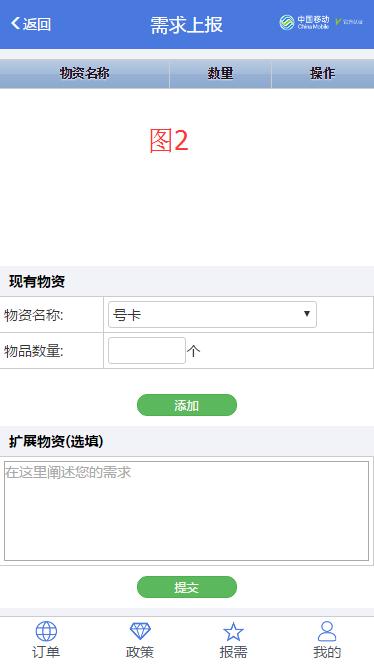 返回
需求上报
中国移动
China Mobile
物资名称 数量 操作
图2
现有物资
物资名称: 号卡
物品数量: 个
添加
扩展物资(选填)
在这里阐述您的需求
提交
订单 政策 报需 我的